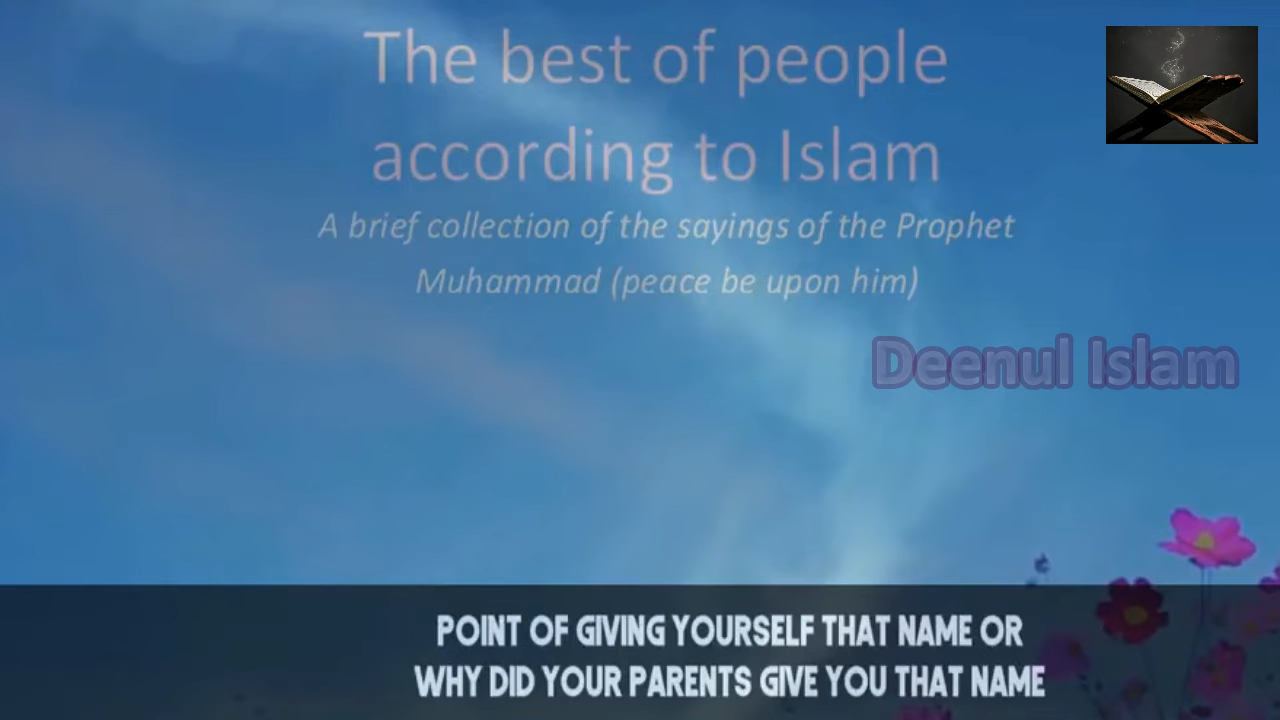 The best of people
according to Islam
A brief collection of the sayings of the Prophet
Muhammad (peace be upon him)
Deenul Islam
POINT OF GIVING YOURSELF THAT NAME OR
WHY DID YOUR PARENTS GIVE YOU THAT NAME